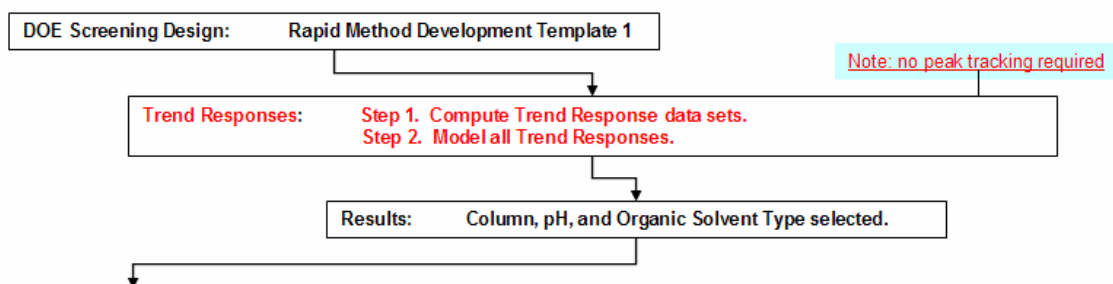 DOE Screening Design: Rapid Method Development Template 1
Note: no peak tracking required
Trend Responses: Step 1. Compute Trend Response data sets.
Step 2. Model all Trend Responses.
Results: Column, pH, and Organic Solvent Type selected.